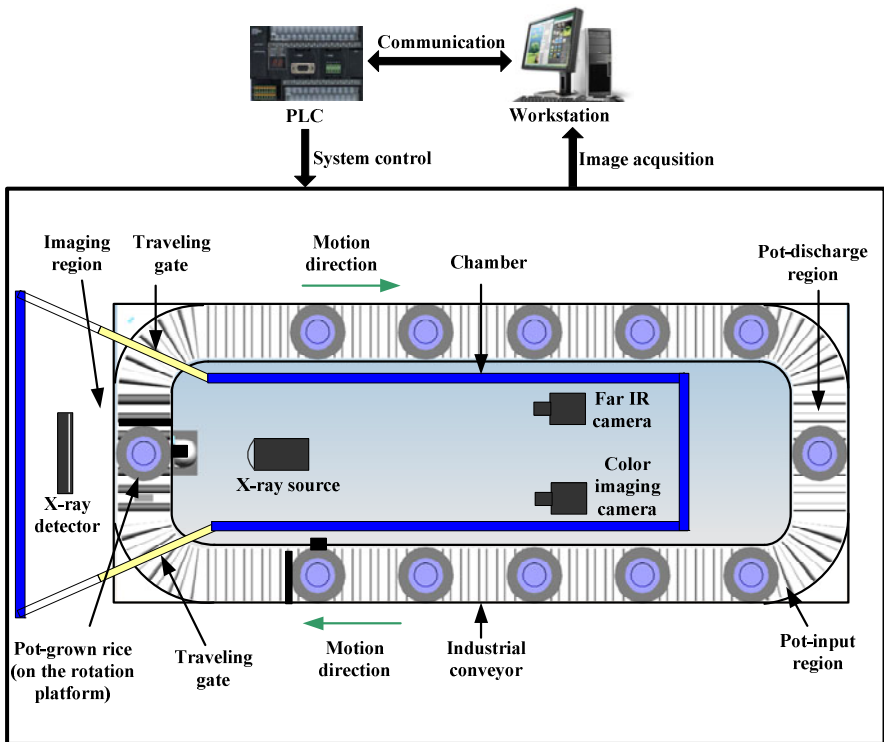 Communication
PLC
Workstation
System control
Image acqusition
Imaging
region
Traveling
gate
Motion
direction
Chamber
Pot-discharge
region
Far IR
camera
X-ray source
Color
imaging
camera
X-ray
detector
Pot-grown rice
(on the rotation
platform)
Traveling
gate
Motion
direction
Industrial
conveyor
Pot-input
region